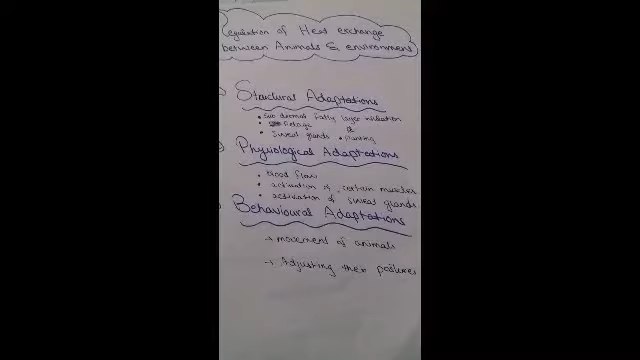 Regulation of Heat exchange
between Animals & environment
Structural Adaptations
• Sub dermal fatty layer insulation
• Pelage &
• Sweat glands • Panting
Physiological Adaptations
• blood flow
• activation of certain muscles
• activation of sweat glands
Behavioural Adaptations
→ movement of animals
→ Adjusting their postures